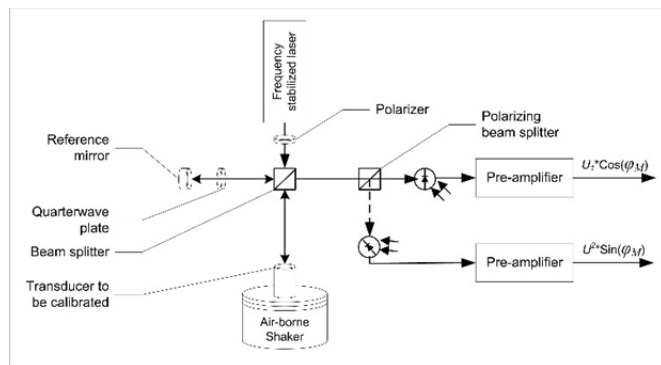 Frequency
stabilized laser
Polarizer
Polarizing
beam splitter
Reference
mirror
Pre-amplifier
U₁*Cos(φM)
Quarterwave
plate
Beam splitter
Transducer to
be calibrated
Pre-amplifier
U²*Sin(φM)
Air-borne
Shaker